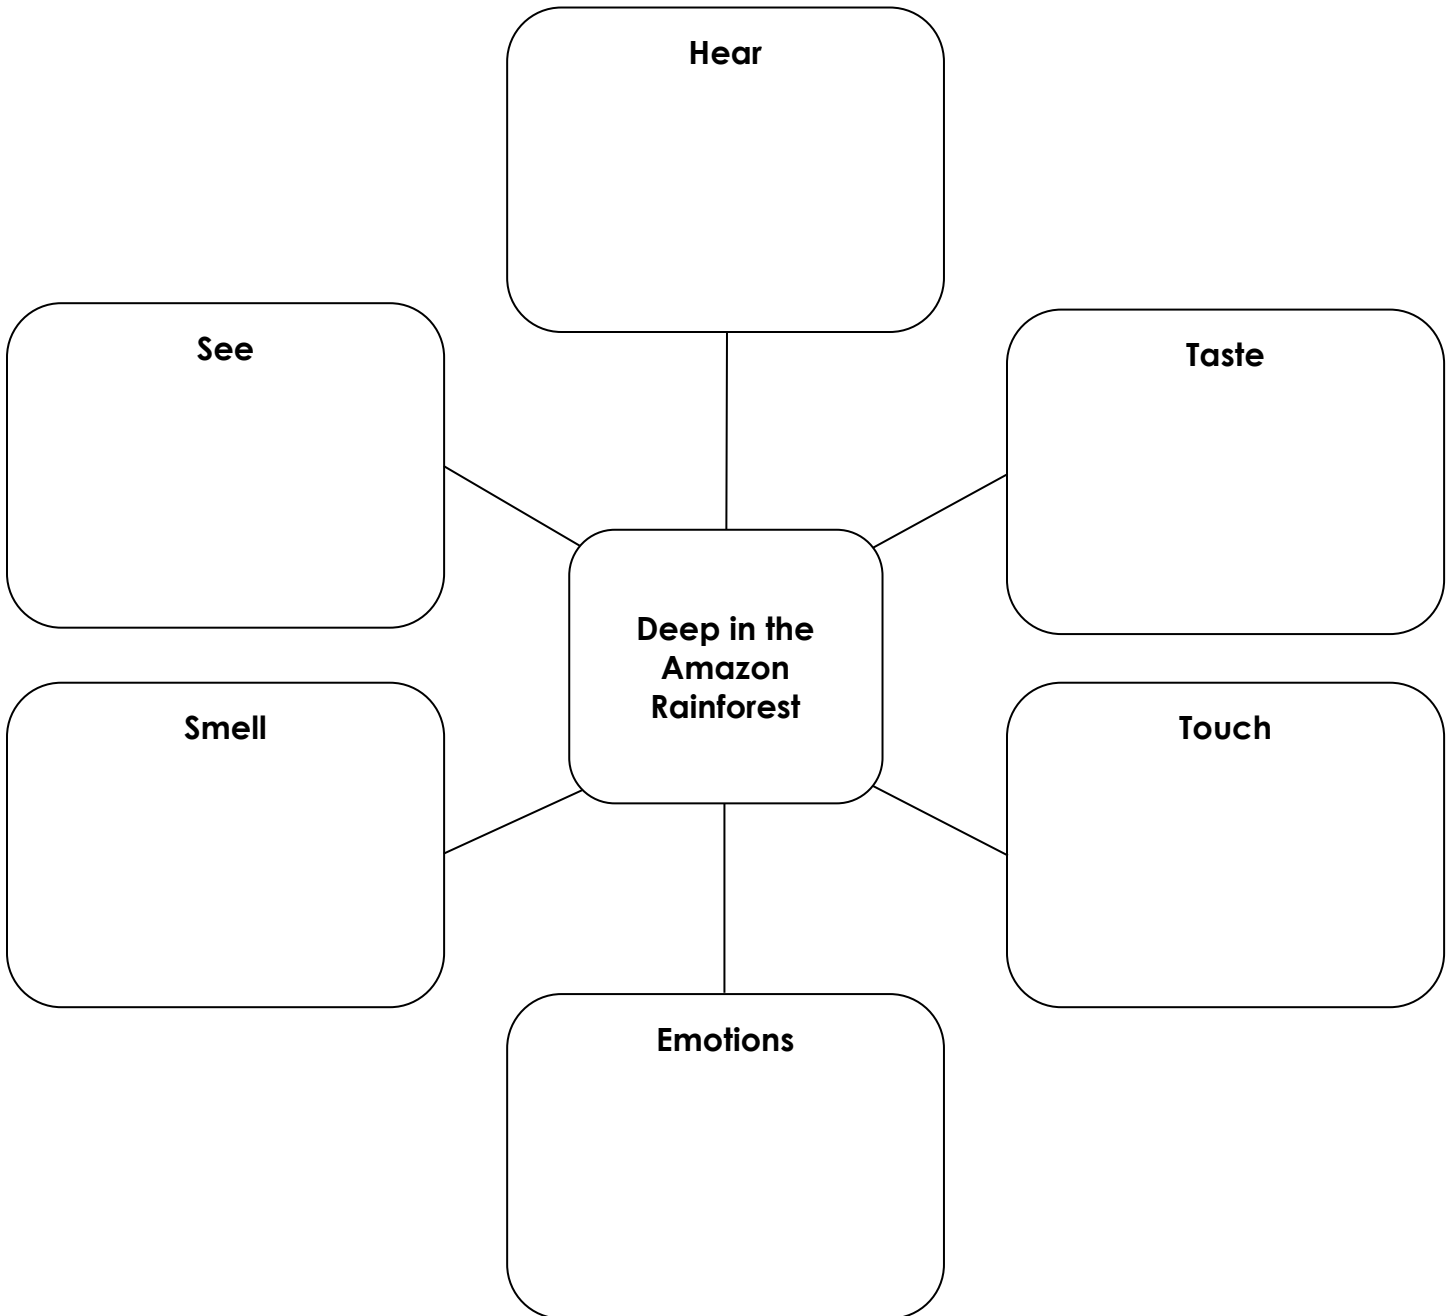 Hear
See
Taste
Deep in the
Amazon
Rainforest
Smell
Touch
Emotions